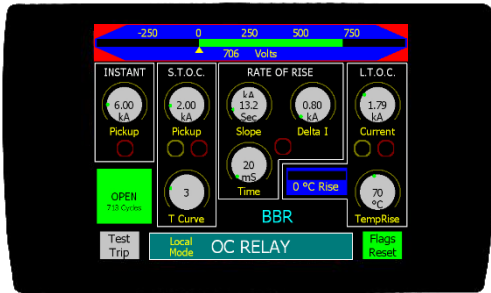 -250 0 250 500 750
706 Volts
INSTANT
6.00
kA
Pickup
S.T.O.C.
2.00
kA
Pickup
3
T Curve
RATE OF RISE
kA
13.2
Sec
Slope
0.80
kA
Delta I
20
mS
Time
L.T.O.C.
1.79
kA
Current
70
°C
TempRise
0 °C Rise
OPEN
713 Cycles
BBR
Test
Trip
Local
Mode
OC RELAY
Flags
Reset